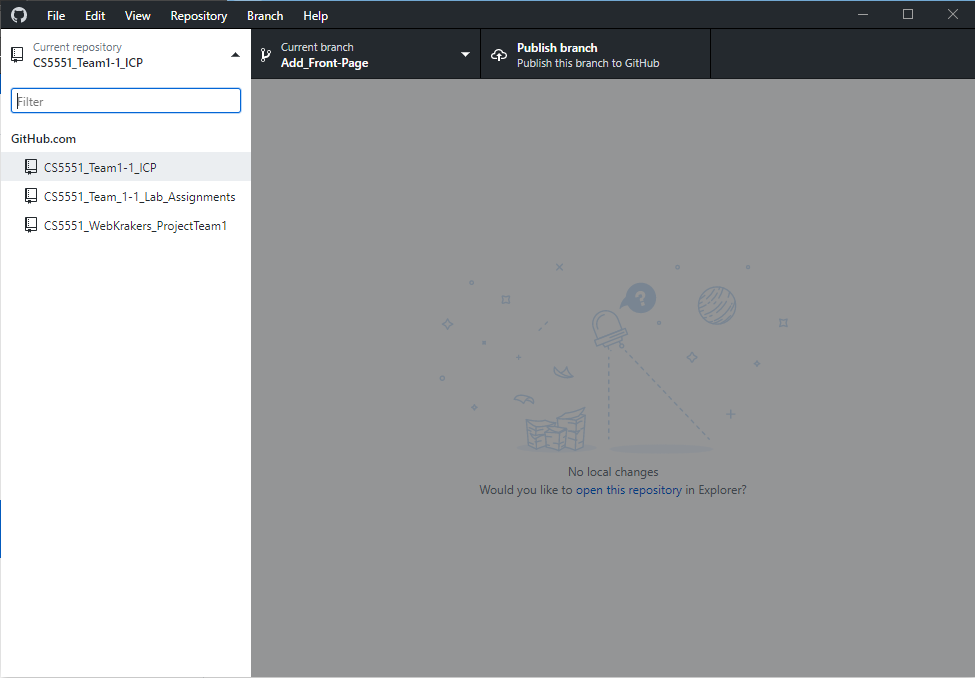 File Edit View Repository Branch Help
Current repository
CS5551_Team1-1_ICP
Current branch
Add_Front-Page
Publish branch
Publish this branch to GitHub
Filter
GitHub.com
CS5551_Team1-1_ICP
CS5551_Team_1-1_Lab_Assignments
CS5551_WebKrakers_ProjectTeam1
?
No local changes
Would you like to open this repository in Explorer?